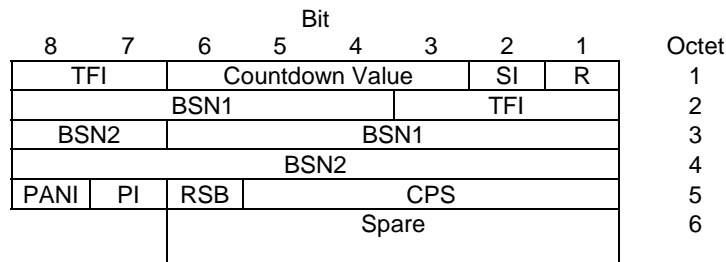 Bit
8 7 6 5 4 3 2 1 Octet
TFI Countdown Value SI R 1
BSN1 TFI 2
BSN2 BSN1 3
BSN2 4
PANI PI RSB CPS 5
Spare 6